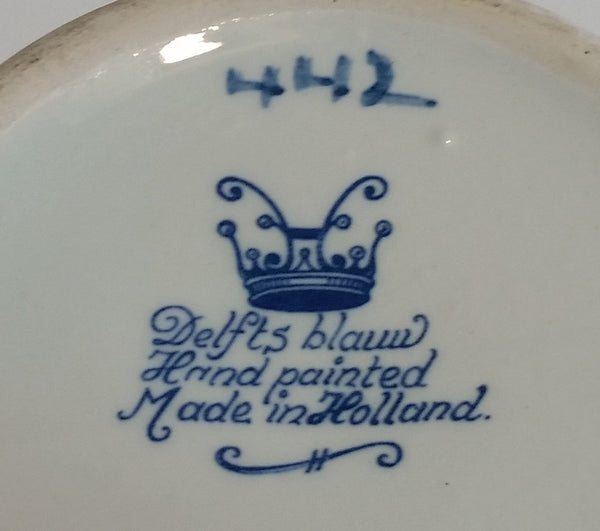 442
Delfts blauw
Hand painted
Made in Holland.